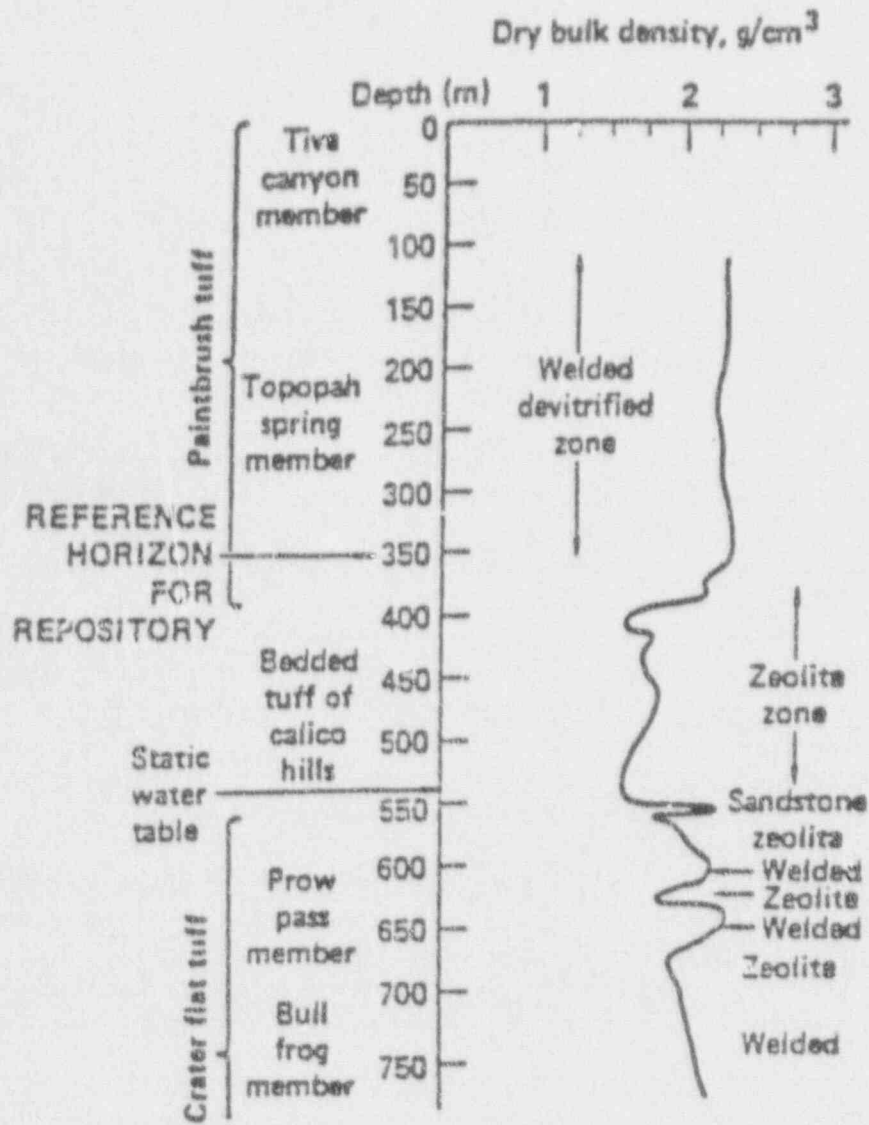 Dry bulk density, g/cm³
Depth (m)
1
2
3
0
50
100
150
200
250
300
350
400
450
500
550
600
650
700
750
Paintbrush tuff
Tiva
canyon
member
Topopah
spring
member
REFERENCE
HORIZON
FOR
REPOSITORY
Bedded
tuff of
calico
hills
Static
water
table
Crater flat tuff
Prow
pass
member
Bull
frog
member
Welded
devitrified
zone
Zeolite
zone
Sandstone
zeolita
Welded
Zeolite
Welded
Zeolite
Welded